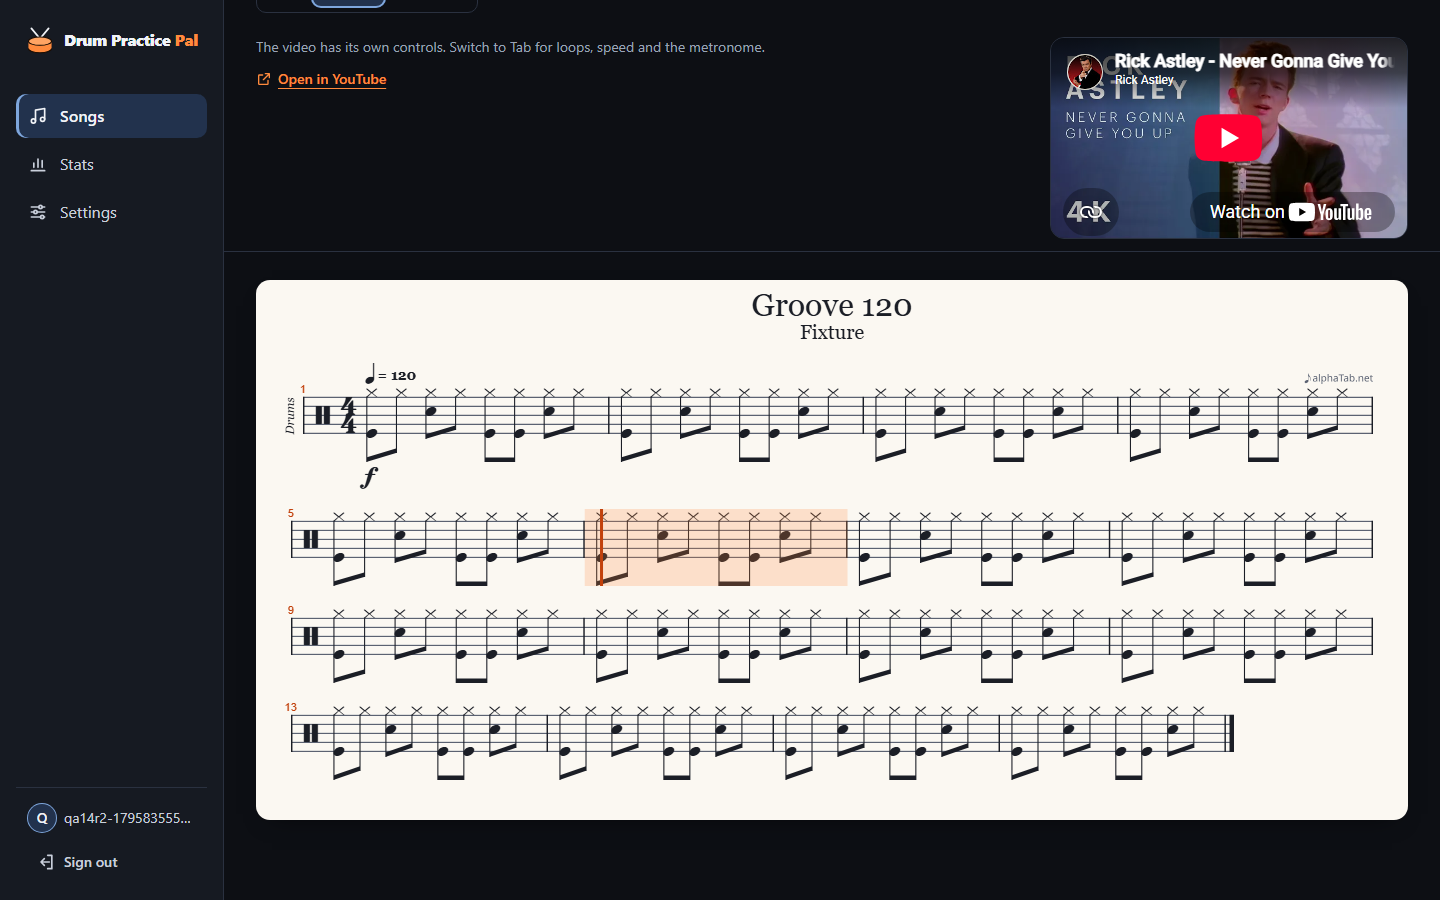 Drum Practice Pal
Songs
Stats
Settings
qa14r2-179583555...
Sign out
The video has its own controls. Switch to Tab for loops, speed and the metronome.
Open in YouTube
Rick Astley - Never Gonna Give You
Rick Astley
ASTLEY
NEVER GONNA
GIVE YOU UP
4K
Watch on YouTube
Groove 120
Fixture
= 120
alphaTab.net
1
Drums
4
4
f
5
9
13